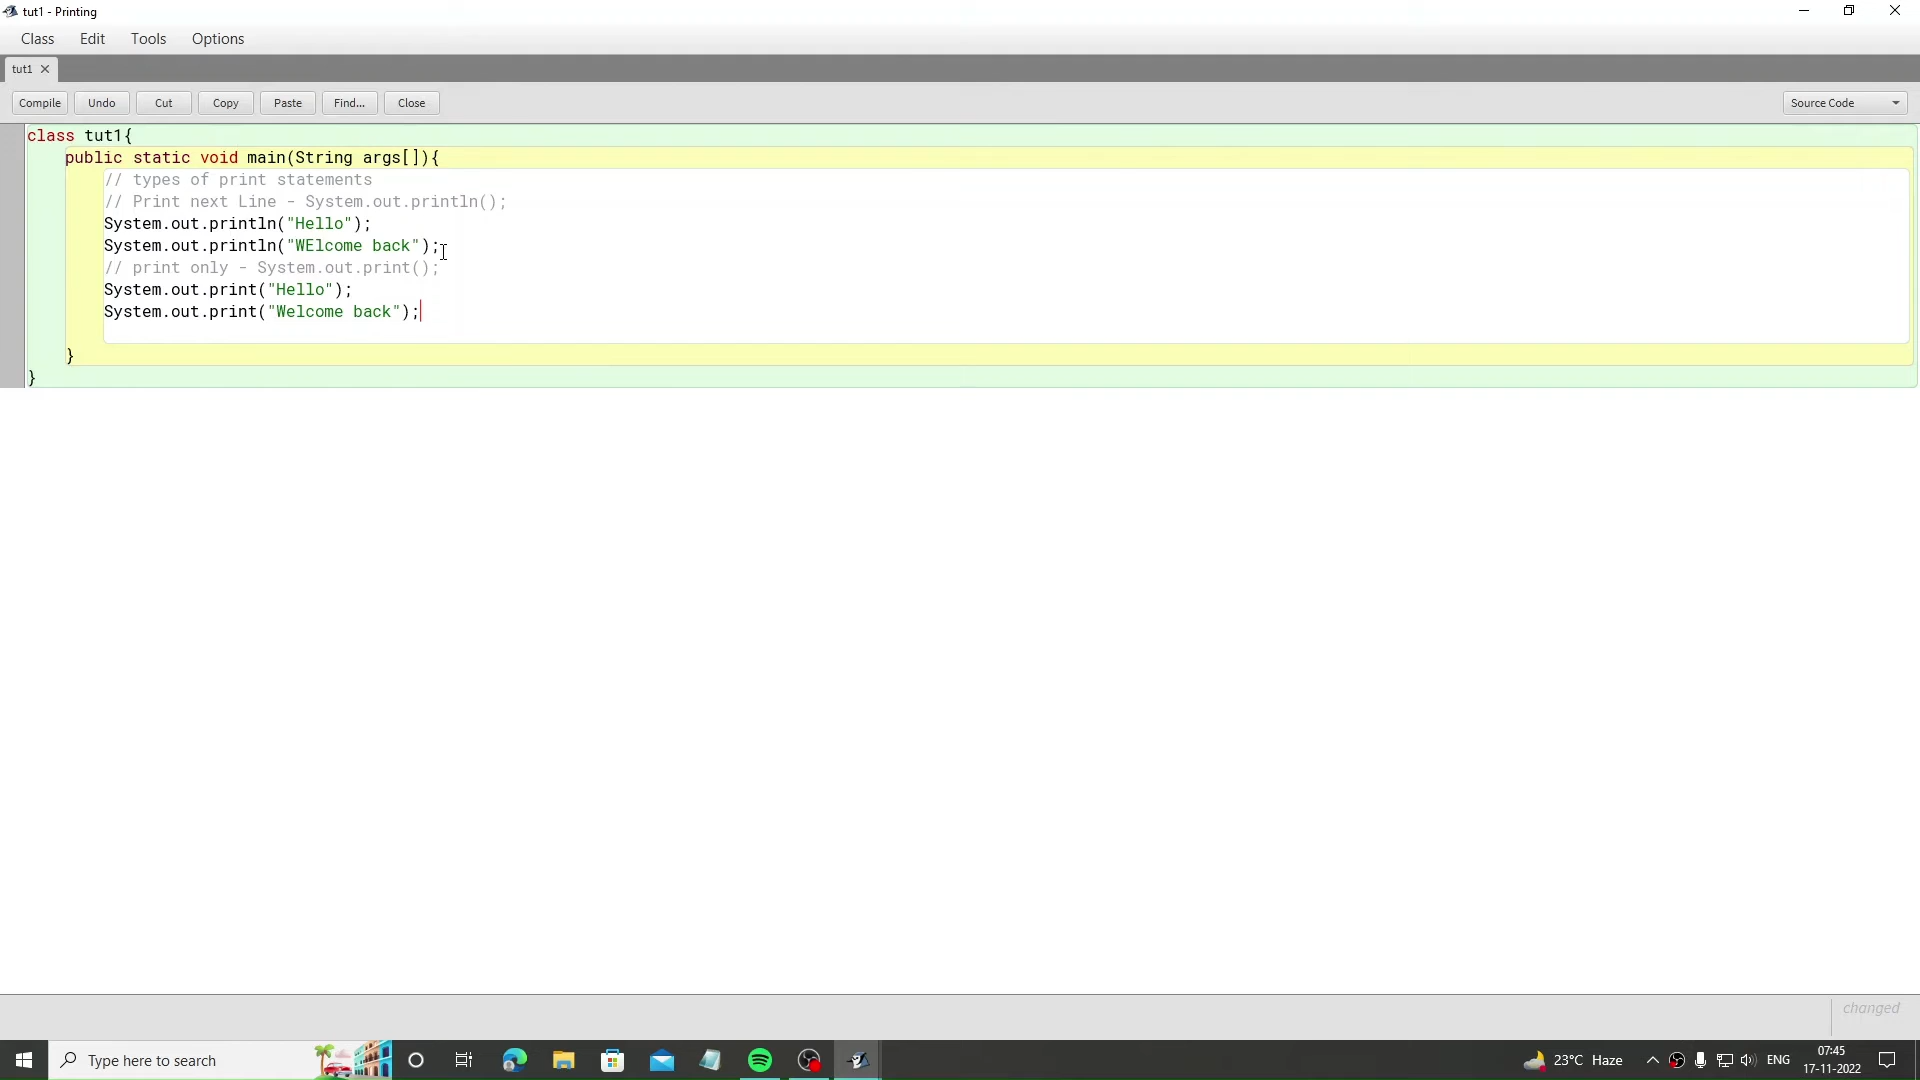 tut1 - Printing
Class Edit Tools Options
tut1
Compile Undo Cut Copy Paste Find... Close Source Code
class tut1{
public static void main(String args[]){
// types of print statements
// Print next Line - System.out.println();
System.out.println("Hello");
System.out.println("WElcome back");
// print only - System.out.print();
System.out.print("Hello");
System.out.print("Welcome back");
}
}
changed
Type here to search
23°C Haze
ENG
07:45
17-11-2022